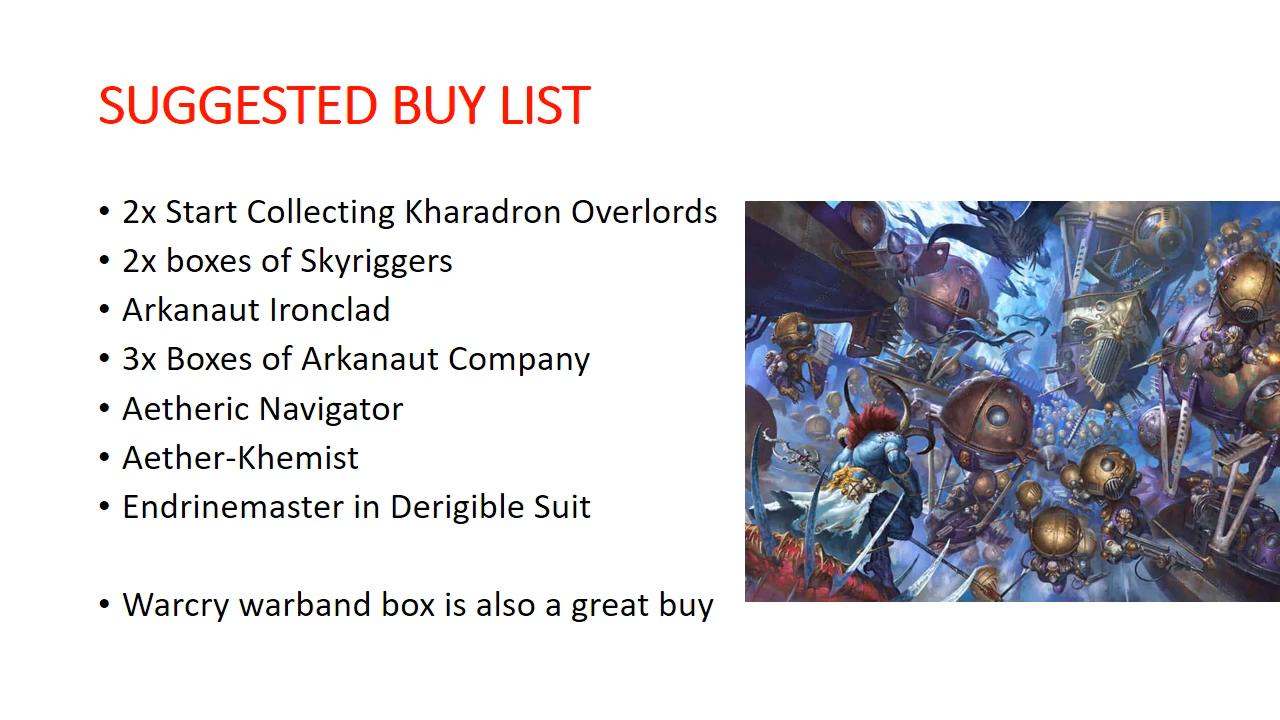 SUGGESTED BUY LIST
• 2x Start Collecting Kharadron Overlords
• 2x boxes of Skyriggers
• Arkanaut Ironclad
• 3x Boxes of Arkanaut Company
• Aetheric Navigator
• Aether-Khemist
• Endrinemaster in Derigible Suit
• Warcry warband box is also a great buy